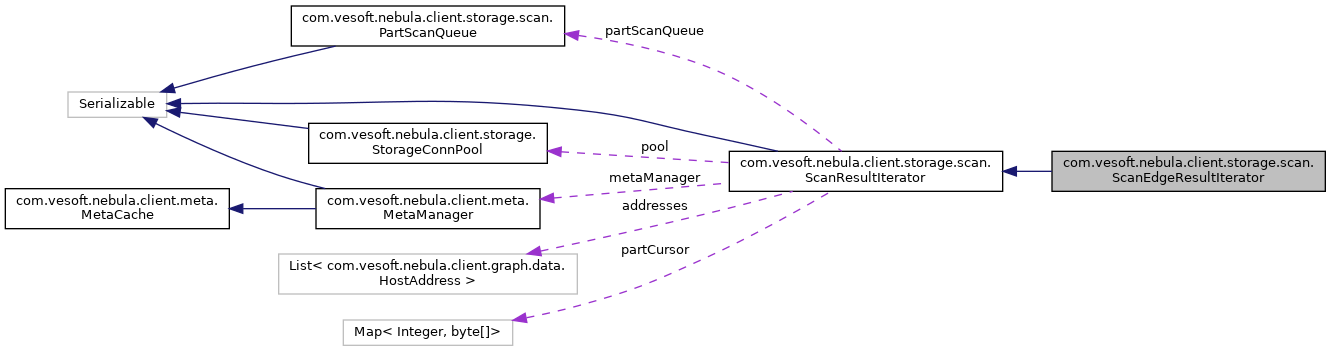 com.vesoft.nebula.client.storage.scan.
PartScanQueue
partScanQueue
Serializable
com.vesoft.nebula.client.storage.
StorageConnPool
pool
com.vesoft.nebula.client.storage.scan.
ScanResultIterator
com.vesoft.nebula.client.storage.scan.
ScanEdgeResultIterator
metaManager
com.vesoft.nebula.client.meta.
MetaCache
com.vesoft.nebula.client.meta.
MetaManager
addresses
List< com.vesoft.nebula.client.graph.data.
HostAddress >
partCursor
Map< Integer, byte[]>